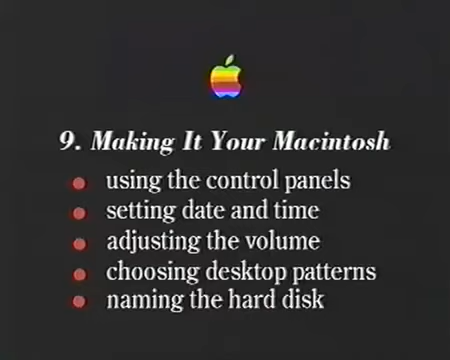 9. Making It Your Macintosh
using the control panels
setting date and time
adjusting the volume
choosing desktop patterns
naming the hard disk